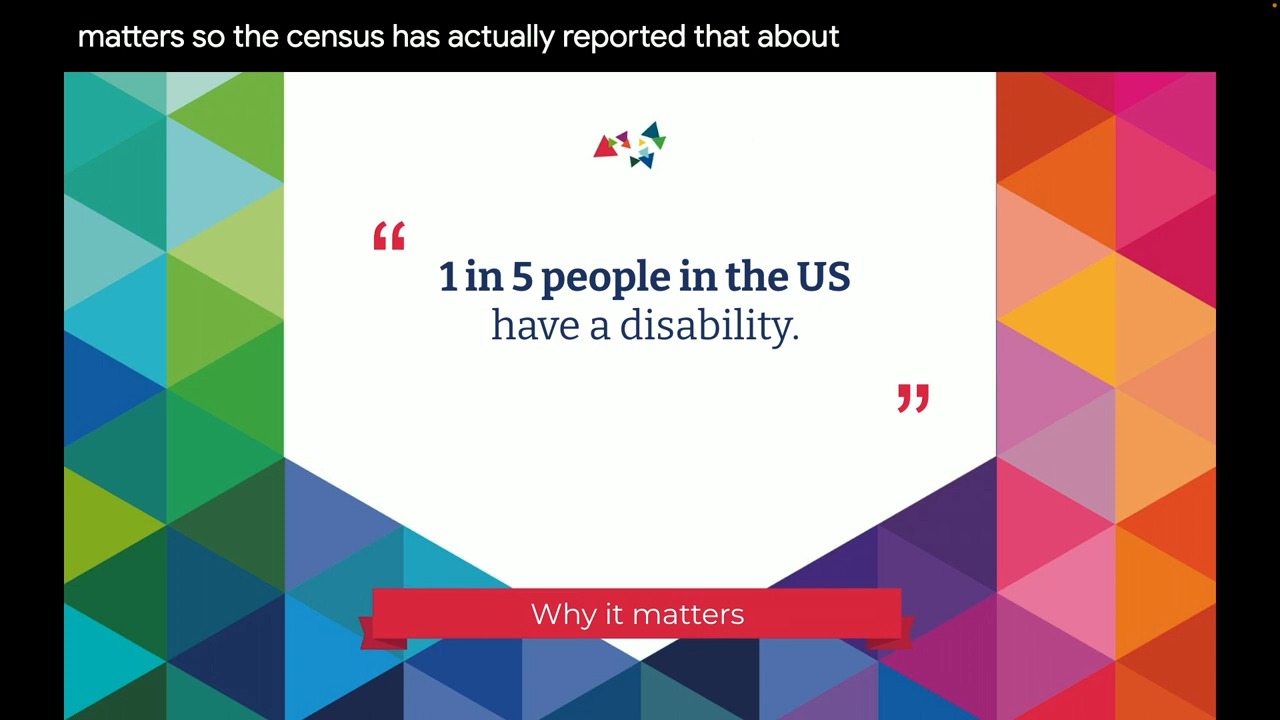 matters so the census has actually reported that about
“
1 in 5 people in the US
have a disability.
”
Why it matters